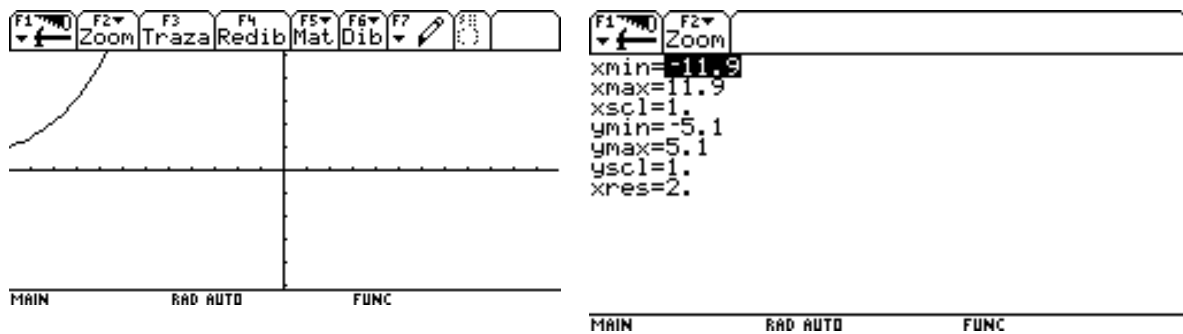 F1 F2 F3 F4 F5 F6 F7
Zoom Traza Redib Mat Dib
MAIN RAD AUTO FUNC
F1 F2
Zoom
xmin=-11.9
xmax=11.9
xscl=1.
ymin=-5.1
ymax=5.1
yscl=1.
xres=2.
MAIN RAD AUTO FUNC